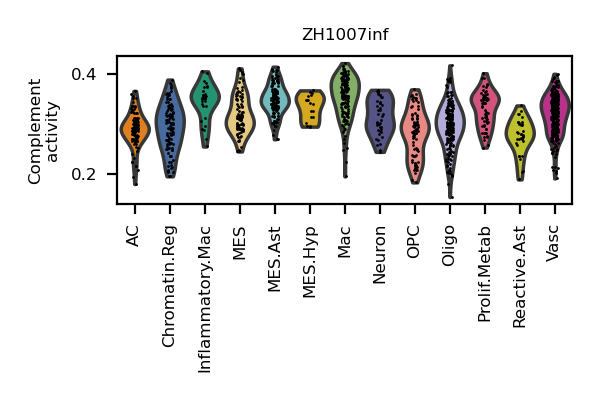 ZH1007inf
Complement
activity
0.4
0.2
AC
Chromatin.Reg
Inflammatory.Mac
MES
MES.Ast
MES.Hyp
Mac
Neuron
OPC
Oligo
Prolif.Metab
Reactive.Ast
Vasc